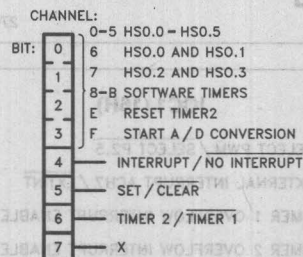 CHANNEL:
0-5 HSO.0 - HSO.5
BIT: 0 6 HSO.0 AND HSO.1
1 7 HSO.2 AND HSO.3
2 8-B SOFTWARE TIMERS
E RESET TIMER2
3 F START A/D CONVERSION
4 INTERRUPT / NO INTERRUPT
5 SET / CLEAR
6 TIMER 2 / TIMER 1
7 X